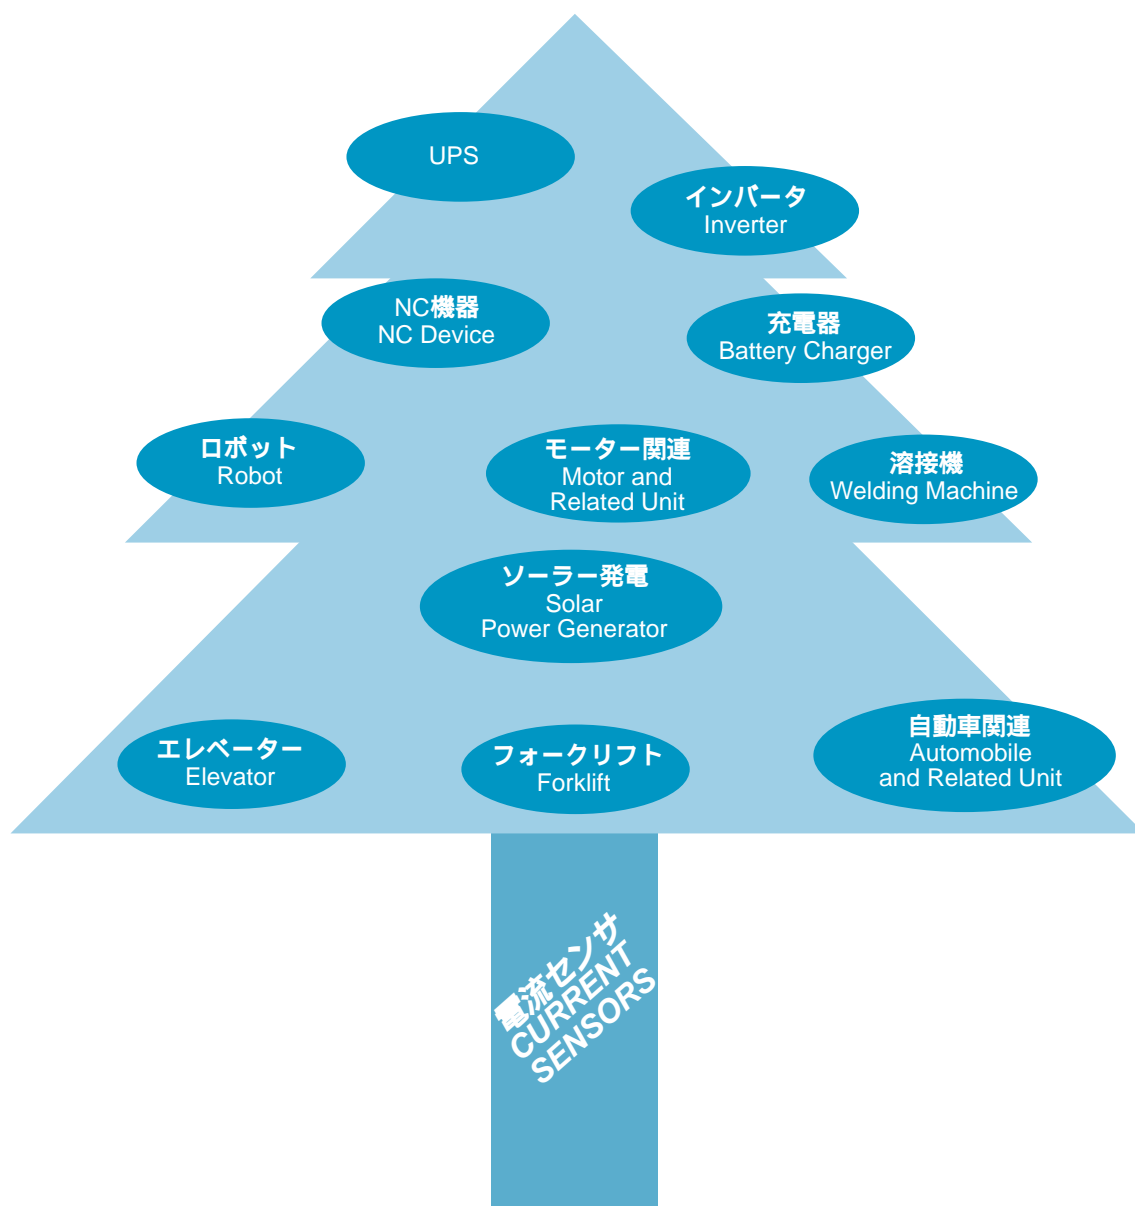 UPS
インバータ
Inverter
NC機器
NC Device
充電器
Battery Charger
ロボット
Robot
モーター関連
Motor and
Related Unit
溶接機
Welding Machine
ソーラー発電
Solar
Power Generator
エレベーター
Elevator
フォークリフト
Forklift
自動車関連
Automobile
and Related Unit
電流センサ
CURRENT
SENSORS